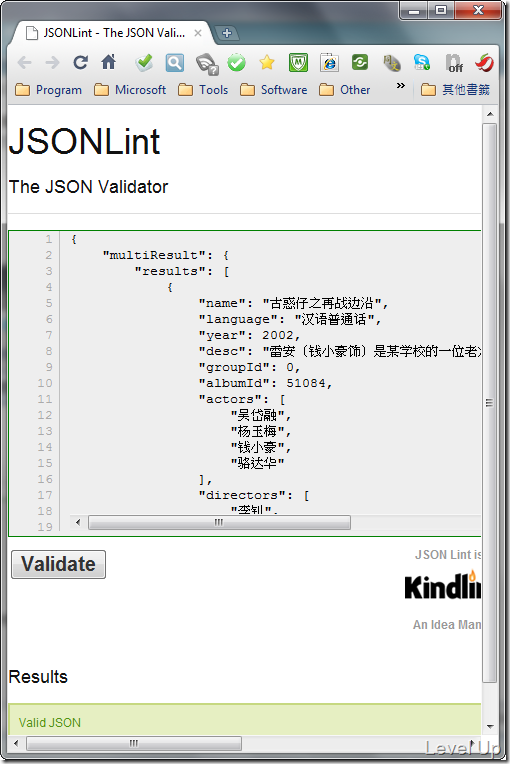 JSONLint - The JSON Vali...
off
Program Microsoft Tools Software Other » 其他書籤
JSONLint
The JSON Validator
1 {
2 "multiResult": {
3 "results": [
4 {
5 "name": "古惑仔之再战边沿",
6 "language": "汉语普通话",
7 "year": 2002,
8 "desc": "雷安〔钱小豪饰〕是某学校的一位老
9 "groupId": 0,
10 "albumId": 51084,
11 "actors": [
12 "吴岱融",
13 "杨玉梅",
14 "钱小豪",
15 "骆达华"
16 ],
17 "directors": [
18 "李钊",
19
Validate
JSON Lint is
Kindlin
An Idea Man
Results
Valid JSON
Level Up